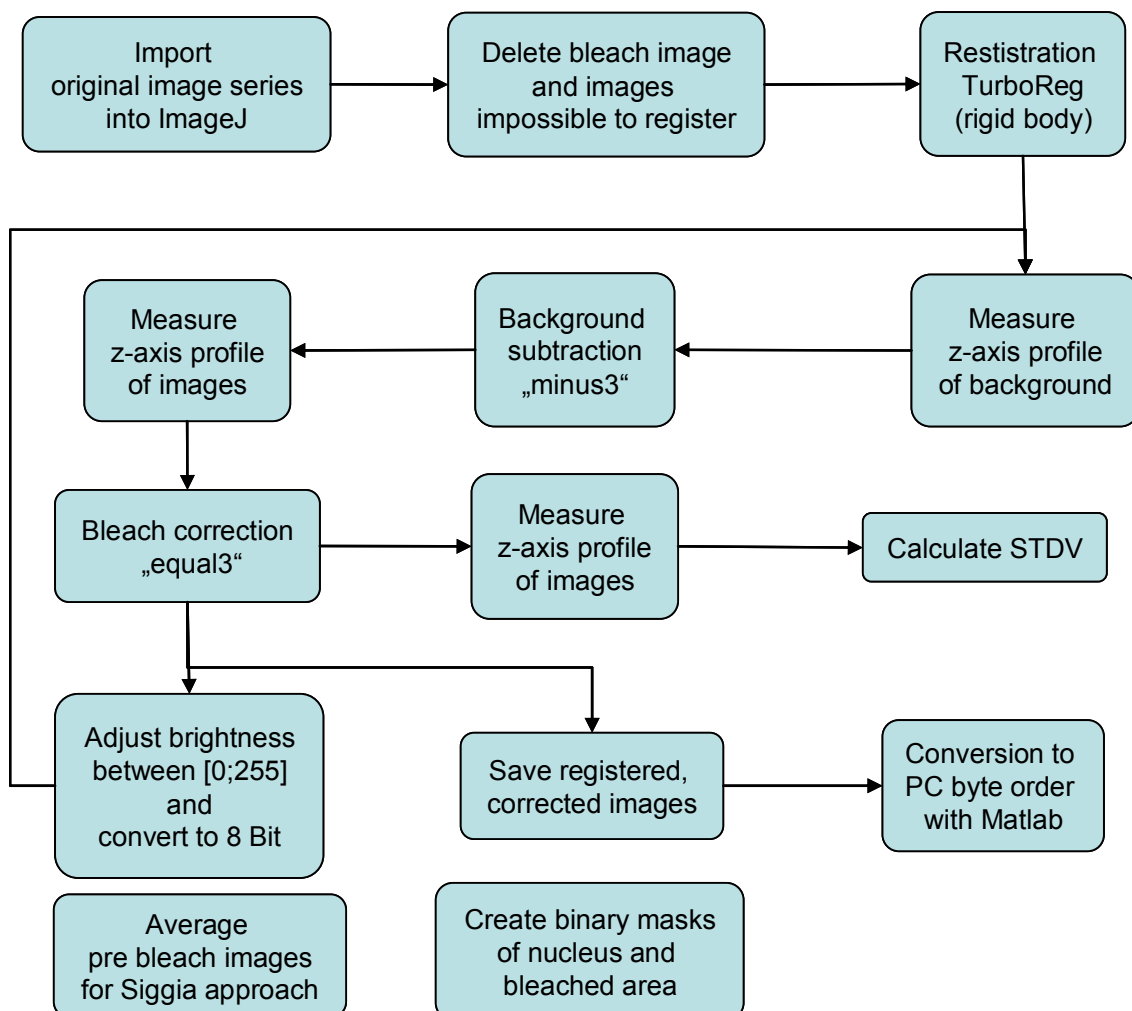 Import
original image series
into ImageJ
Delete bleach image
and images
impossible to register
Restistration
TurboReg
(rigid body)
Measure
z-axis profile
of images
Background
subtraction
„minus3“
Measure
z-axis profile
of background
Bleach correction
„equal3“
Measure
z-axis profile
of images
Calculate STDV
Adjust brightness
between [0;255]
and
convert to 8 Bit
Save registered,
corrected images
Conversion to
PC byte order
with Matlab
Average
pre bleach images
for Siggia approach
Create binary masks
of nucleus and
bleached area